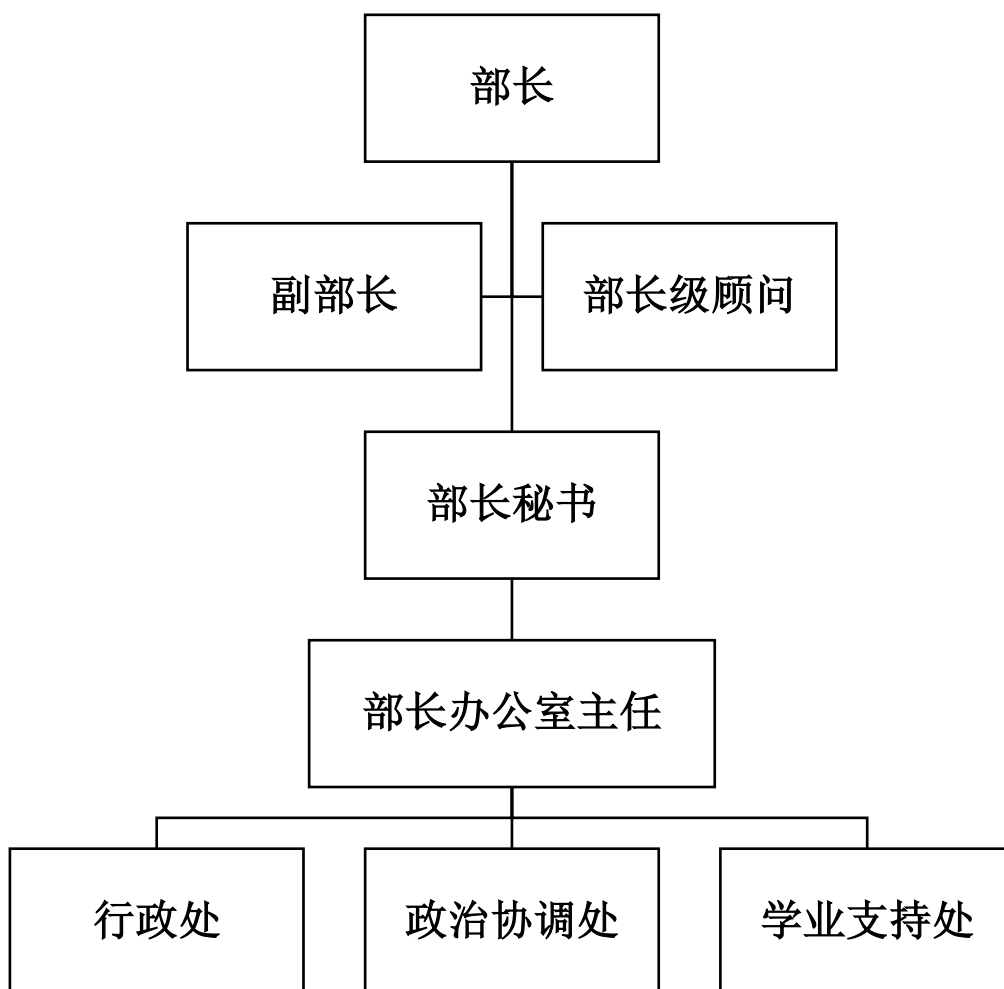 部长
副部长
部长级顾问
部长秘书
部长办公室主任
行政处
政治协调处
学业支持处